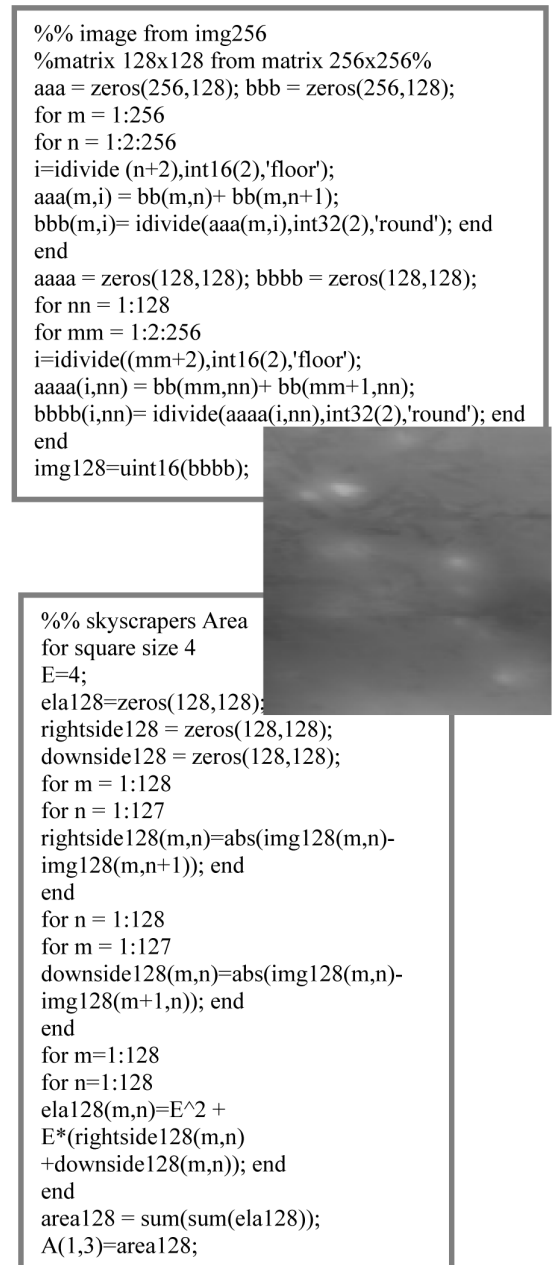 %% image from img256
%matrix 128x128 from matrix 256x256%
aaa = zeros(256,128); bbb = zeros(256,128);
for m = 1:256
for n = 1:2:256
i=idivide (n+2),int16(2),'floor');
aaa(m,i) = bb(m,n)+ bb(m,n+1);
bbb(m,i)= idivide(aaa(m,i),int32(2),'round'); end
end
aaaa = zeros(128,128); bbbb = zeros(128,128);
for nn = 1:128
for mm = 1:2:256
i=idivide((mm+2),int16(2),'floor');
aaaa(i,nn) = bb(mm,nn)+ bb(mm+1,nn);
bbbb(i,nn)= idivide(aaaa(i,nn),int32(2),'round'); end
end
img128=uint16(bbbb);
%% skyscrapers Area
for square size 4
E=4;
ela128=zeros(128,128);
rightside128 = zeros(128,128);
downside128 = zeros(128,128);
for m = 1:128
for n = 1:127
rightside128(m,n)=abs(img128(m,n)-
img128(m,n+1)); end
end
for n = 1:128
for m = 1:127
downside128(m,n)=abs(img128(m,n)-
img128(m+1,n)); end
end
for m=1:128
for n=1:128
ela128(m,n)=E^2 +
E*(rightside128(m,n)
+downside128(m,n)); end
end
area128 = sum(sum(ela128));
A(1,3)=area128;